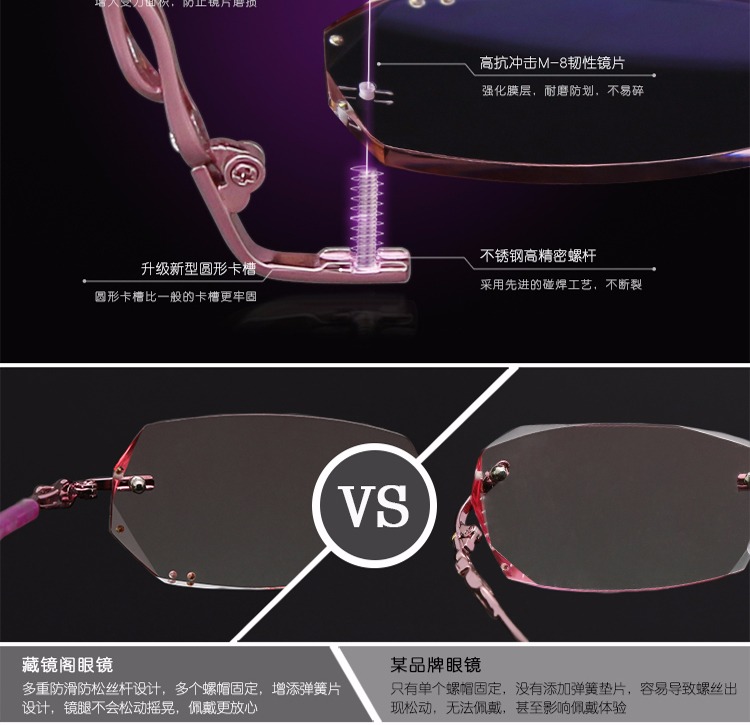 增大受力面积，防止镜片磨损
高抗冲击M-8韧性镜片
强化膜层，耐磨防划，不易碎
不锈钢高精密螺杆
采用先进的碰焊工艺，不断裂
升级新型圆形卡槽
圆形卡槽比一般的卡槽更牢固
VS
藏镜阁眼镜
多重防滑防松丝杆设计，多个螺帽固定，增添弹簧片
设计，镜腿不会松动摇晃，佩戴更放心
某品牌眼镜
只有单个螺帽固定，没有添加弹簧垫片，容易导致螺丝出
现松动，无法佩戴，甚至影响佩戴体验